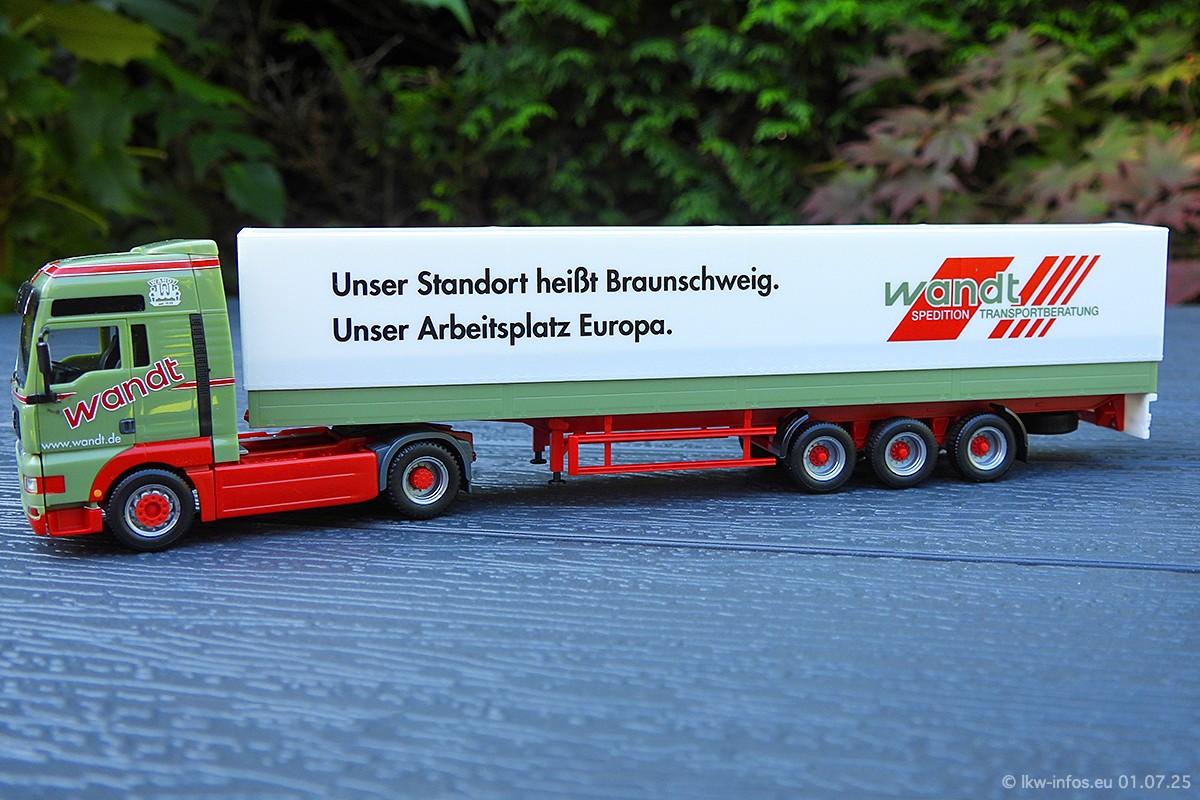 Unser Standort heißt Braunschweig.
Unser Arbeitsplatz Europa.
wandt
SPEDITION TRANSPORTBERATUNG
WANDT
wandt
www.wandt.de
© lkw-infos.eu 01.07.25